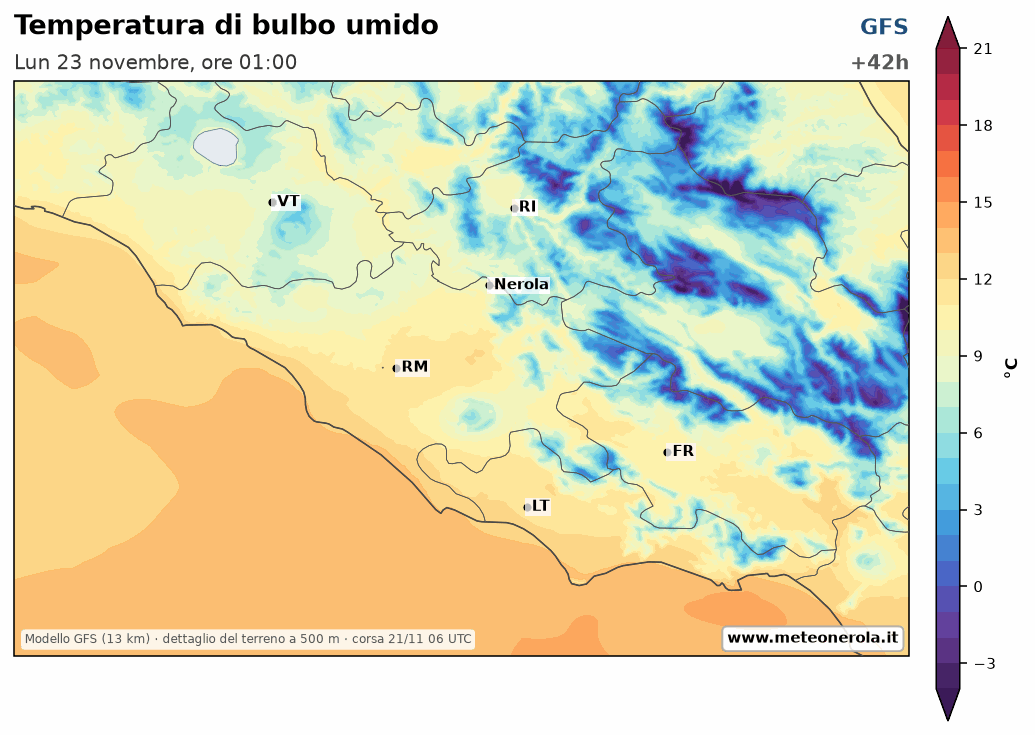 Temperatura di bulbo umido
GFS
Lun 23 novembre, ore 01:00
+42h
VT
RI
Nerola
RM
FR
LT
Modello GFS (13 km) · dettaglio del terreno a 500 m · corsa 21/11 06 UTC
www.meteonerola.it
21
18
15
12
9
6
3
0
−3
°C